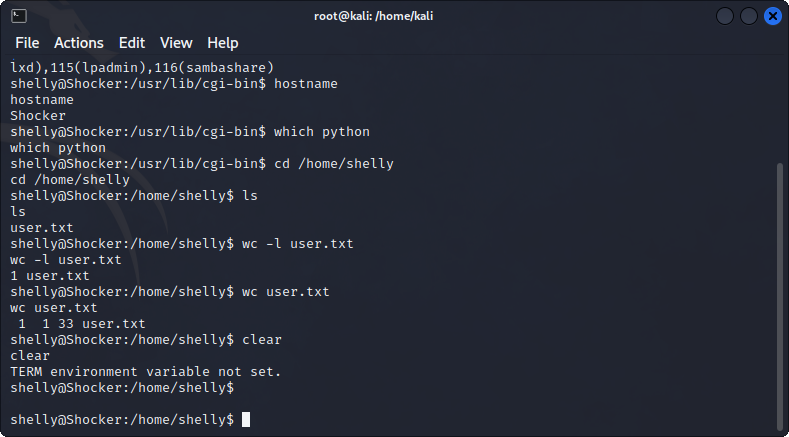 root@kali: /home/kali
File Actions Edit View Help
lxd),115(lpadmin),116(sambashare)
shelly@Shocker:/usr/lib/cgi-bin$ hostname
hostname
Shocker
shelly@Shocker:/usr/lib/cgi-bin$ which python
which python
shelly@Shocker:/usr/lib/cgi-bin$ cd /home/shelly
cd /home/shelly
shelly@Shocker:/home/shelly$ ls
ls
user.txt
shelly@Shocker:/home/shelly$ wc -l user.txt
wc -l user.txt
1 user.txt
shelly@Shocker:/home/shelly$ wc user.txt
wc user.txt
 1  1 33 user.txt
shelly@Shocker:/home/shelly$ clear
clear
TERM environment variable not set.
shelly@Shocker:/home/shelly$
shelly@Shocker:/home/shelly$